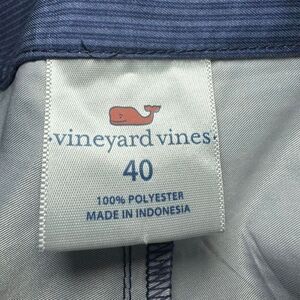 vineyard vines
40
100% POLYESTER
MADE IN INDONESIA